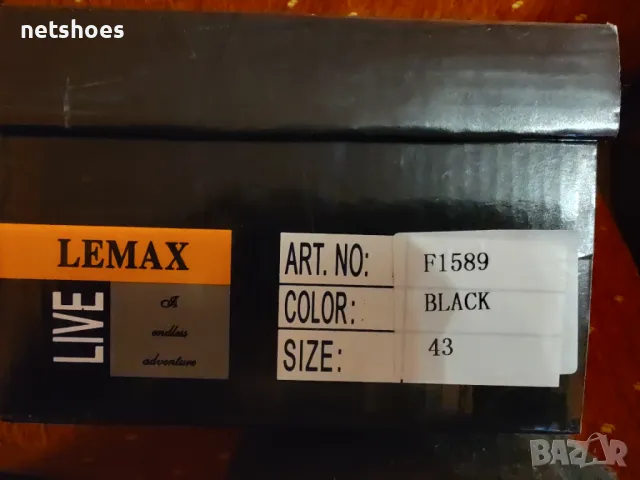 netshoes
LEMAX
LIVE
A
endless
adventure
ART. NO: F1589
COLOR: BLACK
SIZE: 43
BAZAR